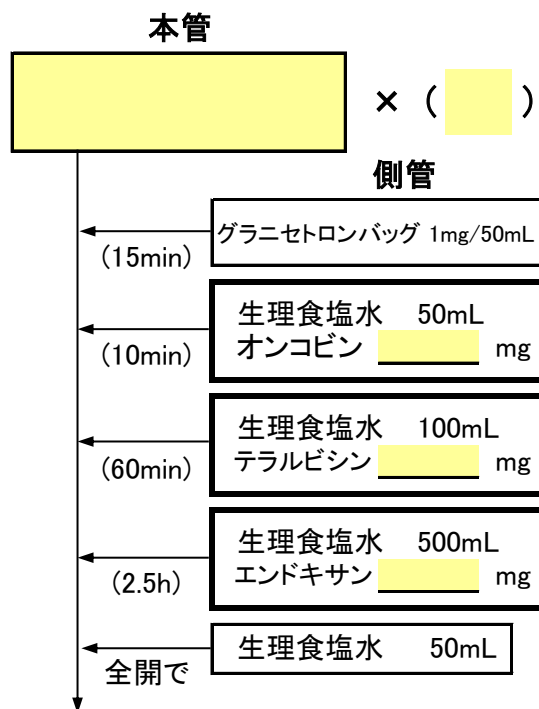 本管
× ( )
側管
グラニセトロンバッグ 1mg/50mL
(15min)
生理食塩水 50mL
オンコビン mg
(10min)
生理食塩水 100mL
テラルビシン mg
(60min)
生理食塩水 500mL
エンドキサン mg
(2.5h)
生理食塩水 50mL
全開で